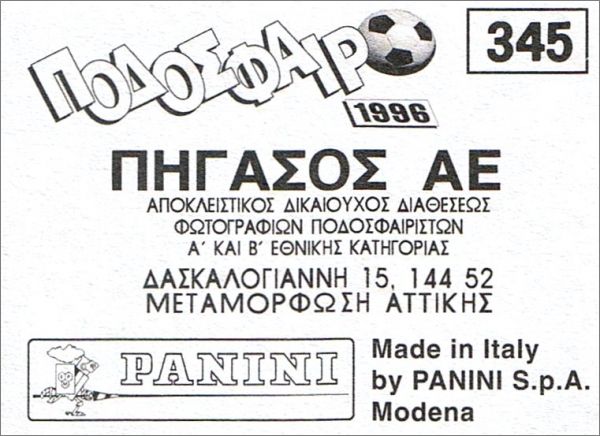 ΠΟΔΟΣΦΑΙΡΟ
345
1996
ΠΗΓΑΣΟΣ ΑΕ
ΑΠΟΚΛΕΙΣΤΙΚΟΣ ΔΙΚΑΙΟΥΧΟΣ ΔΙΑΘΕΣΕΩΣ
ΦΩΤΟΓΡΑΦΙΩΝ ΠΟΔΟΣΦΑΙΡΙΣΤΩΝ
Α΄ ΚΑΙ Β΄ ΕΘΝΙΚΗΣ ΚΑΤΗΓΟΡΙΑΣ
ΔΑΣΚΑΛΟΓΙΑΝΝΗ 15, 144 52
ΜΕΤΑΜΟΡΦΩΣΗ ΑΤΤΙΚΗΣ
PANINI
Made in Italy
by PANINI S.p.A.
Modena